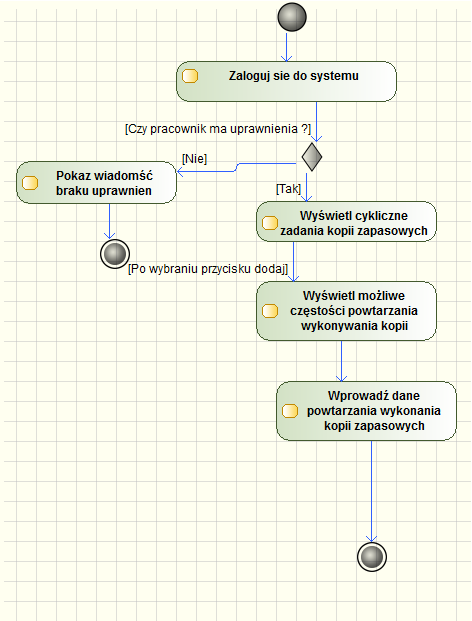 Zaloguj sie do systemu
[Czy pracownik ma uprawnienia ?]
[Nie]
Pokaz wiadomść
braku uprawnien
[Tak]
Wyświetl cykliczne
zadania kopii zapasowych
[Po wybraniu przycisku dodaj]
Wyświetl możliwe
częstości powtarzania
wykonywania kopii
Wprowadź dane
powtarzania wykonania
kopii zapasowych